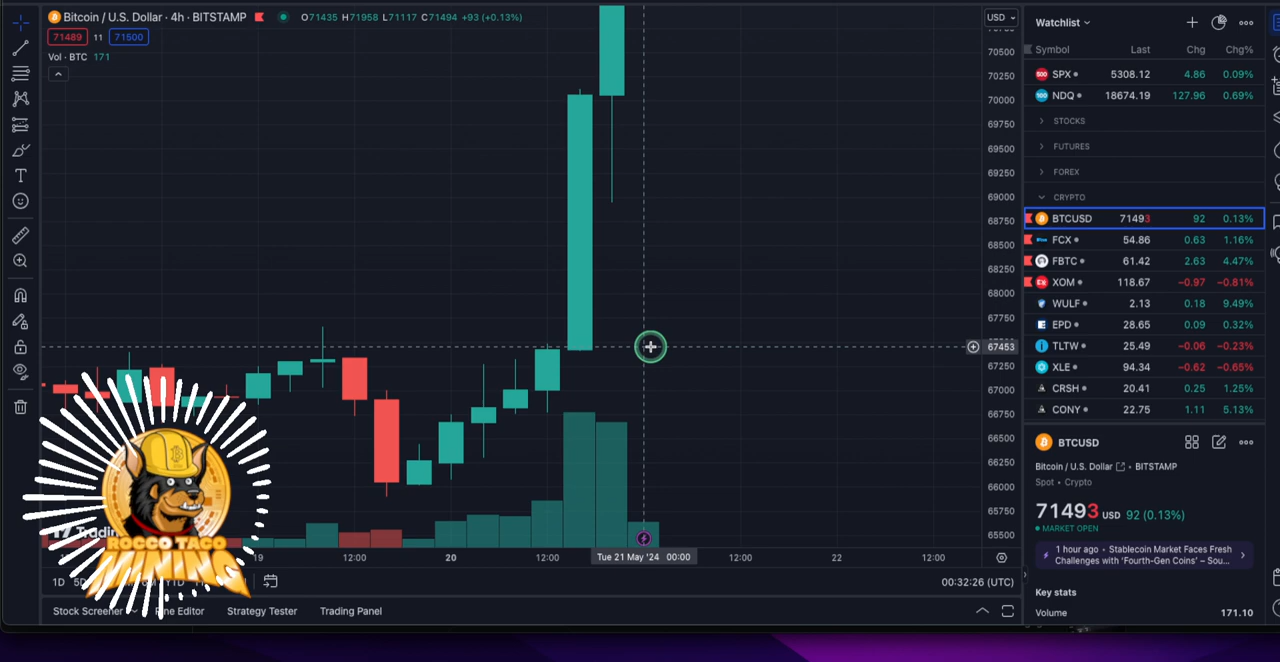 Bitcoin / U.S. Dollar · 4h · BITSTAMP O71435 H71958 L71117 C71494 +93 (+0.13%)
71489 11 71500
Vol · BTC 171
USD
70500
70250
70000
69750
69500
69250
69000
68750
68500
68250
68000
67750
67453
67250
67000
66750
66500
66250
66000
65750
65500
19 12:00 20 12:00 Tue 21 May '24 00:00 12:00 22 12:00
1D 5D
00:32:26 (UTC)
Stock Screener Pine Editor Strategy Tester Trading Panel
ROCCO TACO
MINING
Watchlist
Symbol Last Chg Chg%
500 SPX 5308.12 4.86 0.09%
100 NDQ 18674.19 127.96 0.69%
STOCKS
FUTURES
FOREX
CRYPTO
BTCUSD 71493 92 0.13%
FCX 54.86 0.63 1.16%
FBTC 61.42 2.63 4.47%
XOM 118.67 −0.97 −0.81%
WULF 2.13 0.18 9.49%
EPD 28.65 0.09 0.32%
TLTW 25.49 −0.06 −0.23%
XLE 94.34 −0.62 −0.65%
CRSH 20.41 0.25 1.25%
CONY 22.75 1.11 5.13%
BTCUSD
Bitcoin / U.S. Dollar · BITSTAMP
Spot · Crypto
71493 USD 92 (0.13%)
MARKET OPEN
1 hour ago · Stablecoin Market Faces Fresh
Challenges with 'Fourth-Gen Coins' – Sou...
Key stats
Volume 171.10